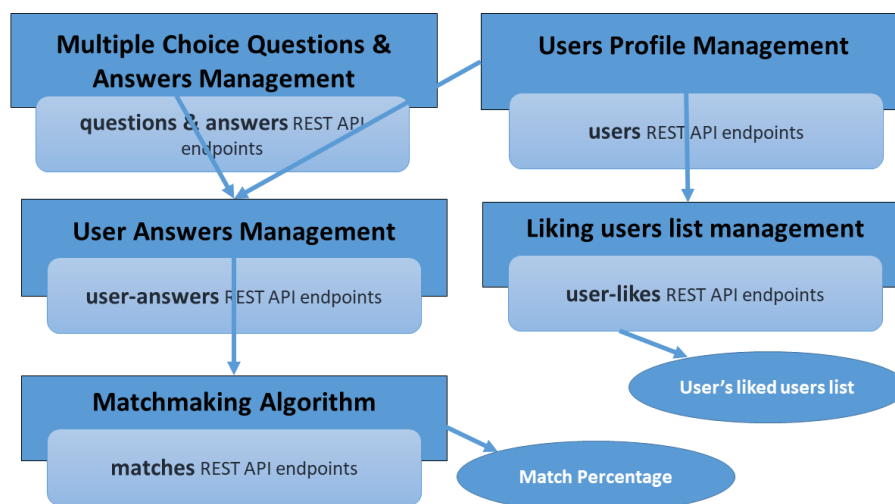 Multiple Choice Questions &
Answers Management
questions & answers REST API
endpoints
Users Profile Management
users REST API endpoints
User Answers Management
user-answers REST API endpoints
Liking users list management
user-likes REST API endpoints
User's liked users list
Matchmaking Algorithm
matches REST API endpoints
Match Percentage